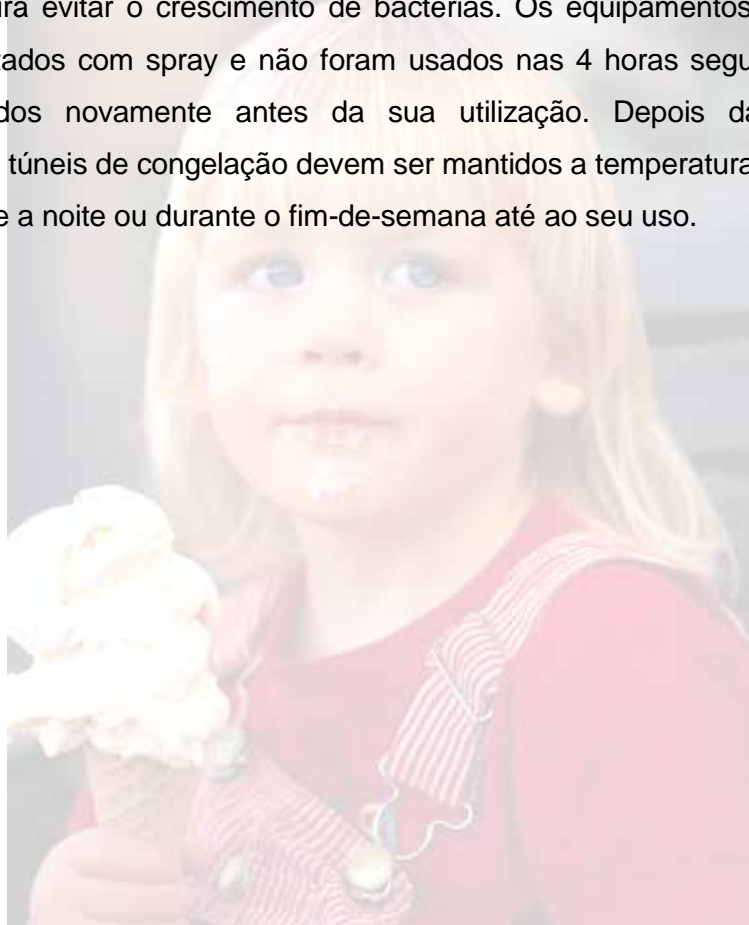 ra evitar o crescimento de bactérias. Os equipamentos
tados com spray e não foram usados nas 4 horas segu
dos novamente antes da sua utilização. Depois da
túneis de congelação devem ser mantidos a temperatura
e a noite ou durante o fim-de-semana até ao seu uso.